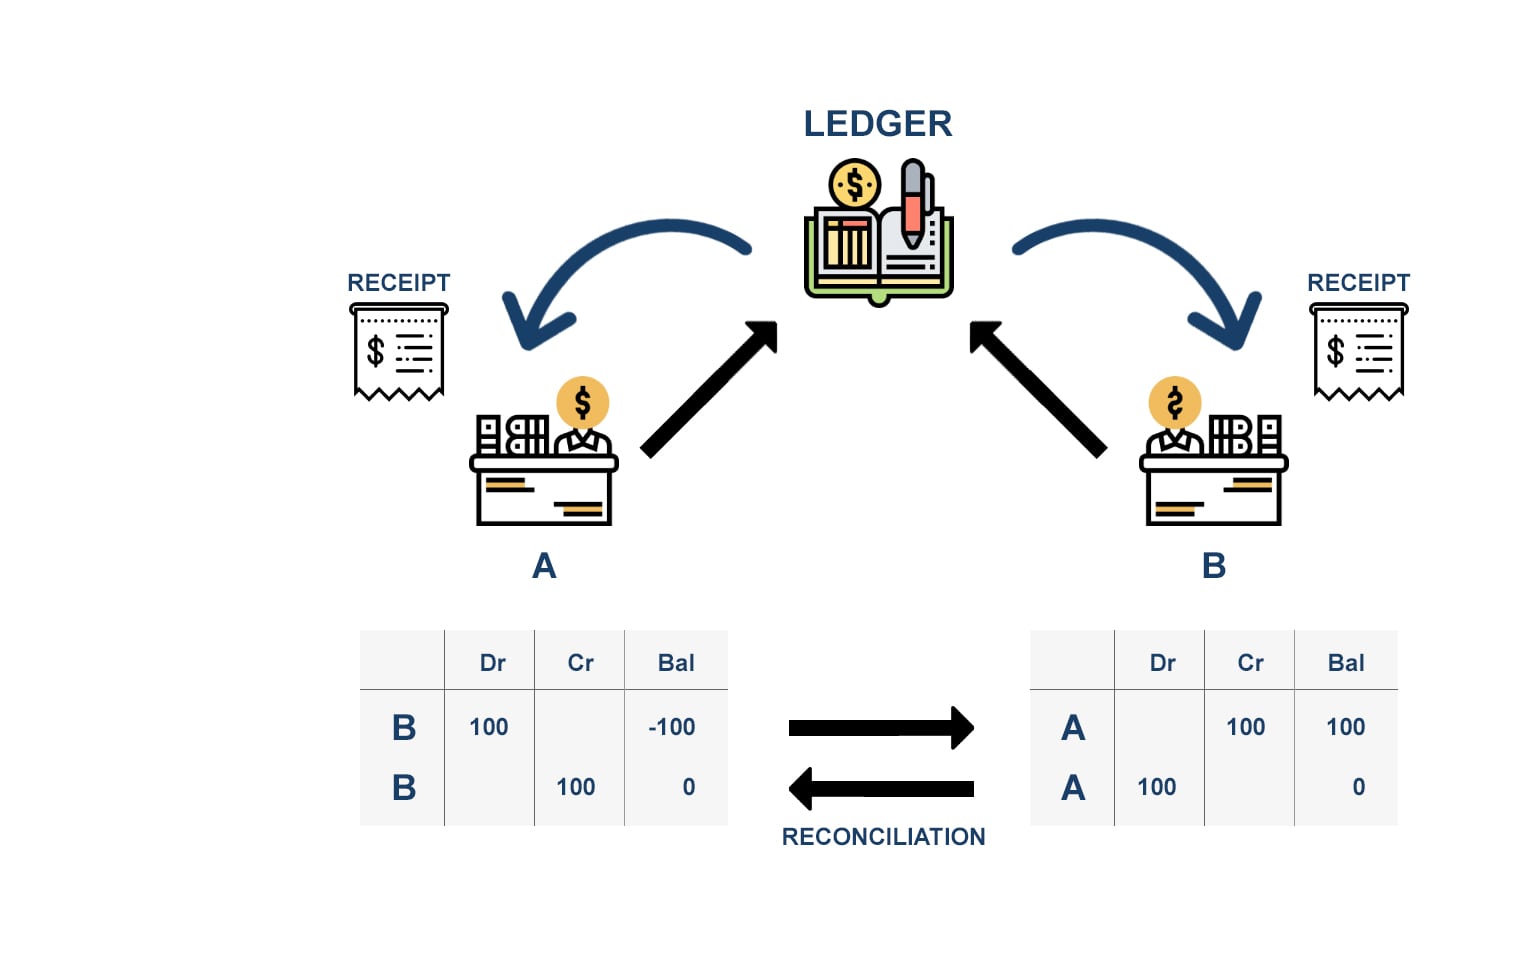 LEDGER
RECEIPT
RECEIPT
$
$
$
$
$
A
B
Dr Cr Bal
B 100 -100
B 100 0
Dr Cr Bal
A 100 100
A 100 0
RECONCILIATION